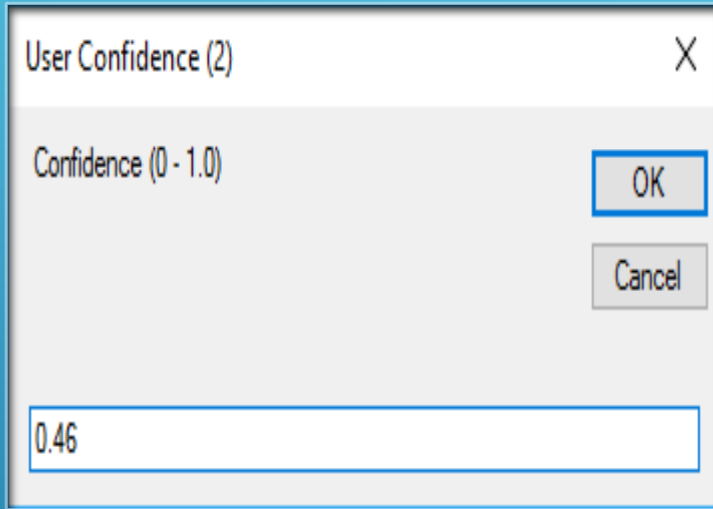 User Confidence (2)
Confidence (0 - 1.0)
OK
Cancel
0.46